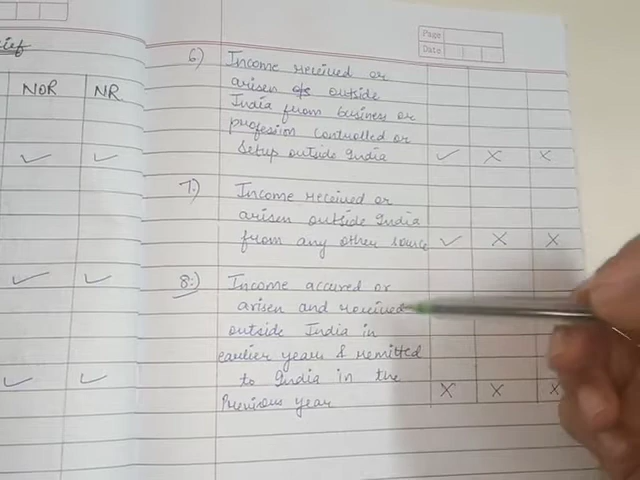 NOR NR
✓ ✓
✓ ✓
✓ ✓
Page
Date
6) Income received or
arisen outside
India from business or
profession controlled or
Setup outside India ✓ ✗ ✗
7.) Income received or
arisen outside India
from any other source ✓ ✗ ✗
8.) Income accured or
arisen and received
outside India in
earlier years & remitted
to India in the
Previous year ✗ ✗ ✗